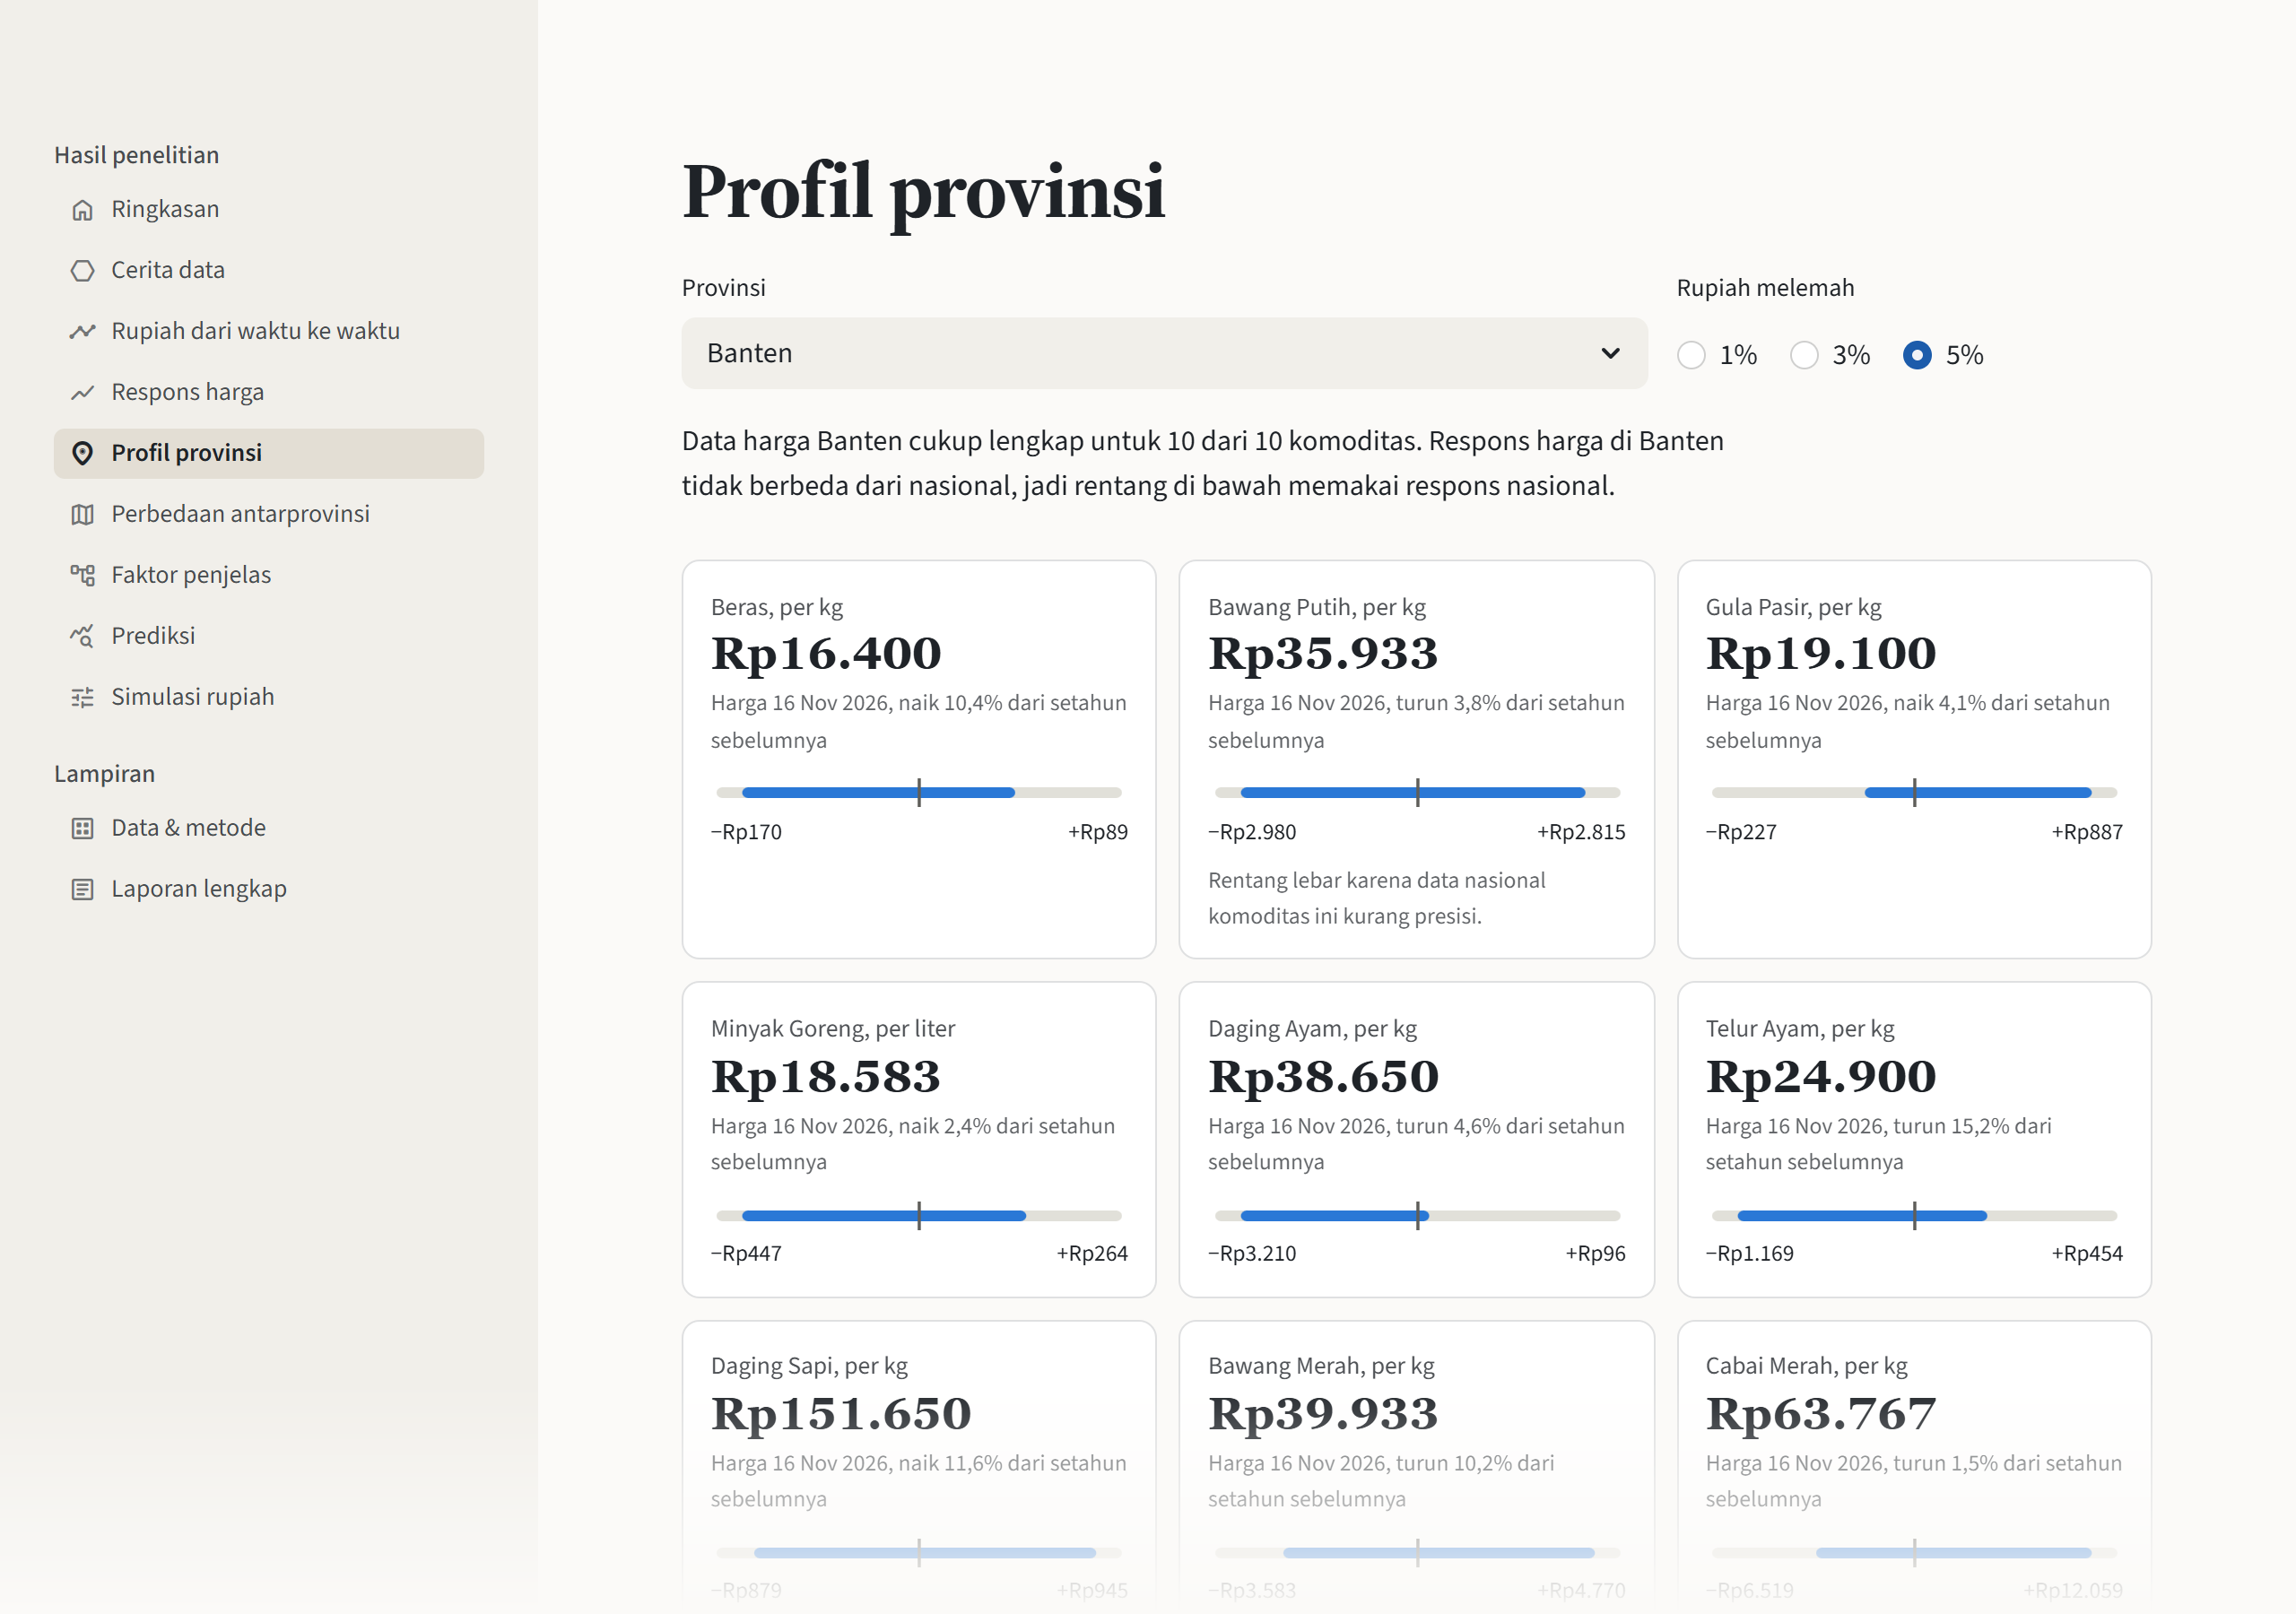 Hasil penelitian
Ringkasan
Cerita data
Rupiah dari waktu ke waktu
Respons harga
Profil provinsi
Perbedaan antarprovinsi
Faktor penjelas
Prediksi
Simulasi rupiah
Lampiran
Data & metode
Laporan lengkap
Profil provinsi
Provinsi
Banten
Rupiah melemah
1%
3%
5%
Data harga Banten cukup lengkap untuk 10 dari 10 komoditas. Respons harga di Banten
tidak berbeda dari nasional, jadi rentang di bawah memakai respons nasional.
Beras, per kg
Rp16.400
Harga 16 Nov 2026, naik 10,4% dari setahun
sebelumnya
−Rp170
+Rp89
Bawang Putih, per kg
Rp35.933
Harga 16 Nov 2026, turun 3,8% dari setahun
sebelumnya
−Rp2.980
+Rp2.815
Rentang lebar karena data nasional
komoditas ini kurang presisi.
Gula Pasir, per kg
Rp19.100
Harga 16 Nov 2026, naik 4,1% dari setahun
sebelumnya
−Rp227
+Rp887
Minyak Goreng, per liter
Rp18.583
Harga 16 Nov 2026, naik 2,4% dari setahun
sebelumnya
−Rp447
+Rp264
Daging Ayam, per kg
Rp38.650
Harga 16 Nov 2026, turun 4,6% dari setahun
sebelumnya
−Rp3.210
+Rp96
Telur Ayam, per kg
Rp24.900
Harga 16 Nov 2026, turun 15,2% dari
setahun sebelumnya
−Rp1.169
+Rp454
Daging Sapi, per kg
Rp151.650
Harga 16 Nov 2026, naik 11,6% dari setahun
sebelumnya
−Rp879
+Rp945
Bawang Merah, per kg
Rp39.933
Harga 16 Nov 2026, turun 10,2% dari
setahun sebelumnya
−Rp3.583
+Rp4.770
Cabai Merah, per kg
Rp63.767
Harga 16 Nov 2026, turun 1,5% dari setahun
sebelumnya
−Rp6.519
+Rp12.059